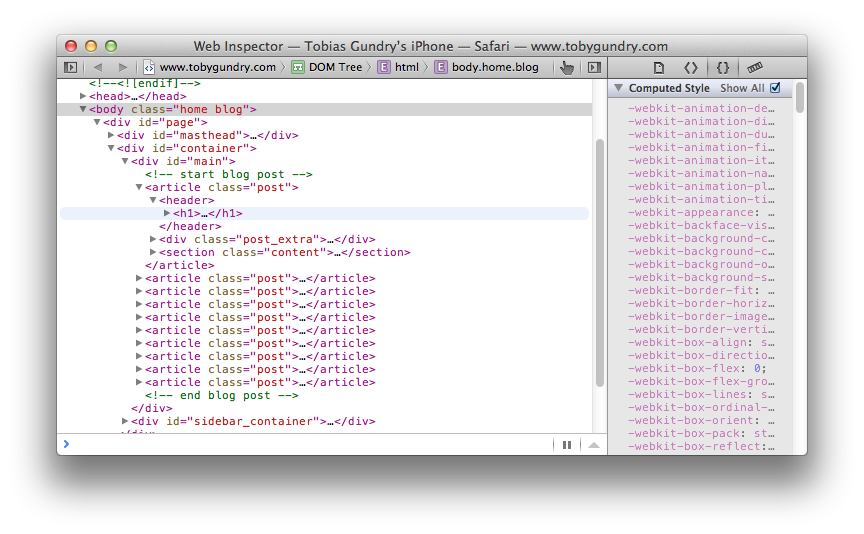 Web Inspector — Tobias Gundry's iPhone — Safari — www.tobygundry.com
www.tobygundry.com DOM Tree E html E body.home.blog
<!--<![endif]-->
<head>…</head>
<body class="home blog">
<div id="page">
<div id="masthead">…</div>
<div id="container">
<div id="main">
<!-- start blog post -->
<article class="post">
<header>
<h1>…</h1>
</header>
<div class="post_extra">…</div>
<section class="content">…</section>
</article>
<article class="post">…</article>
<article class="post">…</article>
<article class="post">…</article>
<article class="post">…</article>
<article class="post">…</article>
<article class="post">…</article>
<article class="post">…</article>
<article class="post">…</article>
<article class="post">…</article>
<!-- end blog post -->
</div>
<div id="sidebar_container">…</div>
</div>
Computed Style Show All
-webkit-animation-de…
-webkit-animation-di…
-webkit-animation-du…
-webkit-animation-fi…
-webkit-animation-it…
-webkit-animation-na…
-webkit-animation-pl…
-webkit-animation-ti…
-webkit-appearance: …
-webkit-backface-vis…
-webkit-background-c…
-webkit-background-c…
-webkit-background-o…
-webkit-background-s…
-webkit-border-fit: …
-webkit-border-horiz…
-webkit-border-image…
-webkit-border-verti…
-webkit-box-align: s…
-webkit-box-directio…
-webkit-box-flex: 0;
-webkit-box-flex-gro…
-webkit-box-lines: s…
-webkit-box-ordinal-…
-webkit-box-orient: …
-webkit-box-pack: st…
-webkit-box-reflect:…